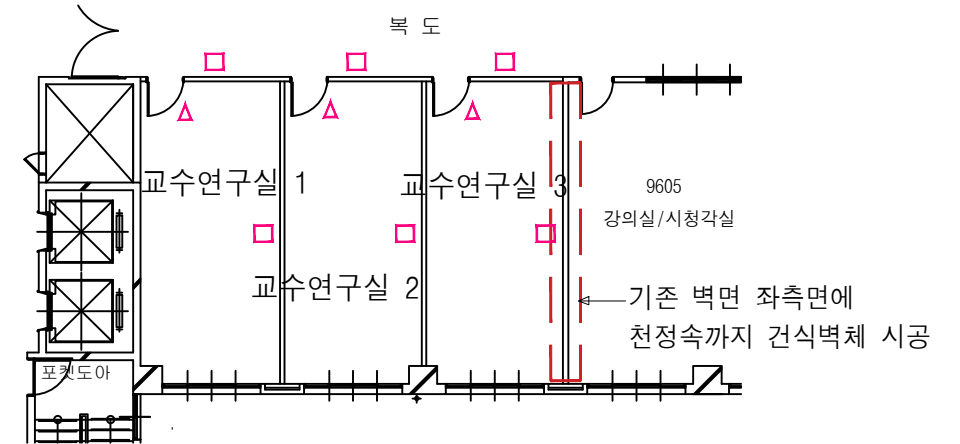 복 도
교수연구실 1
교수연구실 3
9605
강의실/시청각실
교수연구실 2
기존 벽면 좌측면에
천정속까지 건식벽체 시공
포켓도아